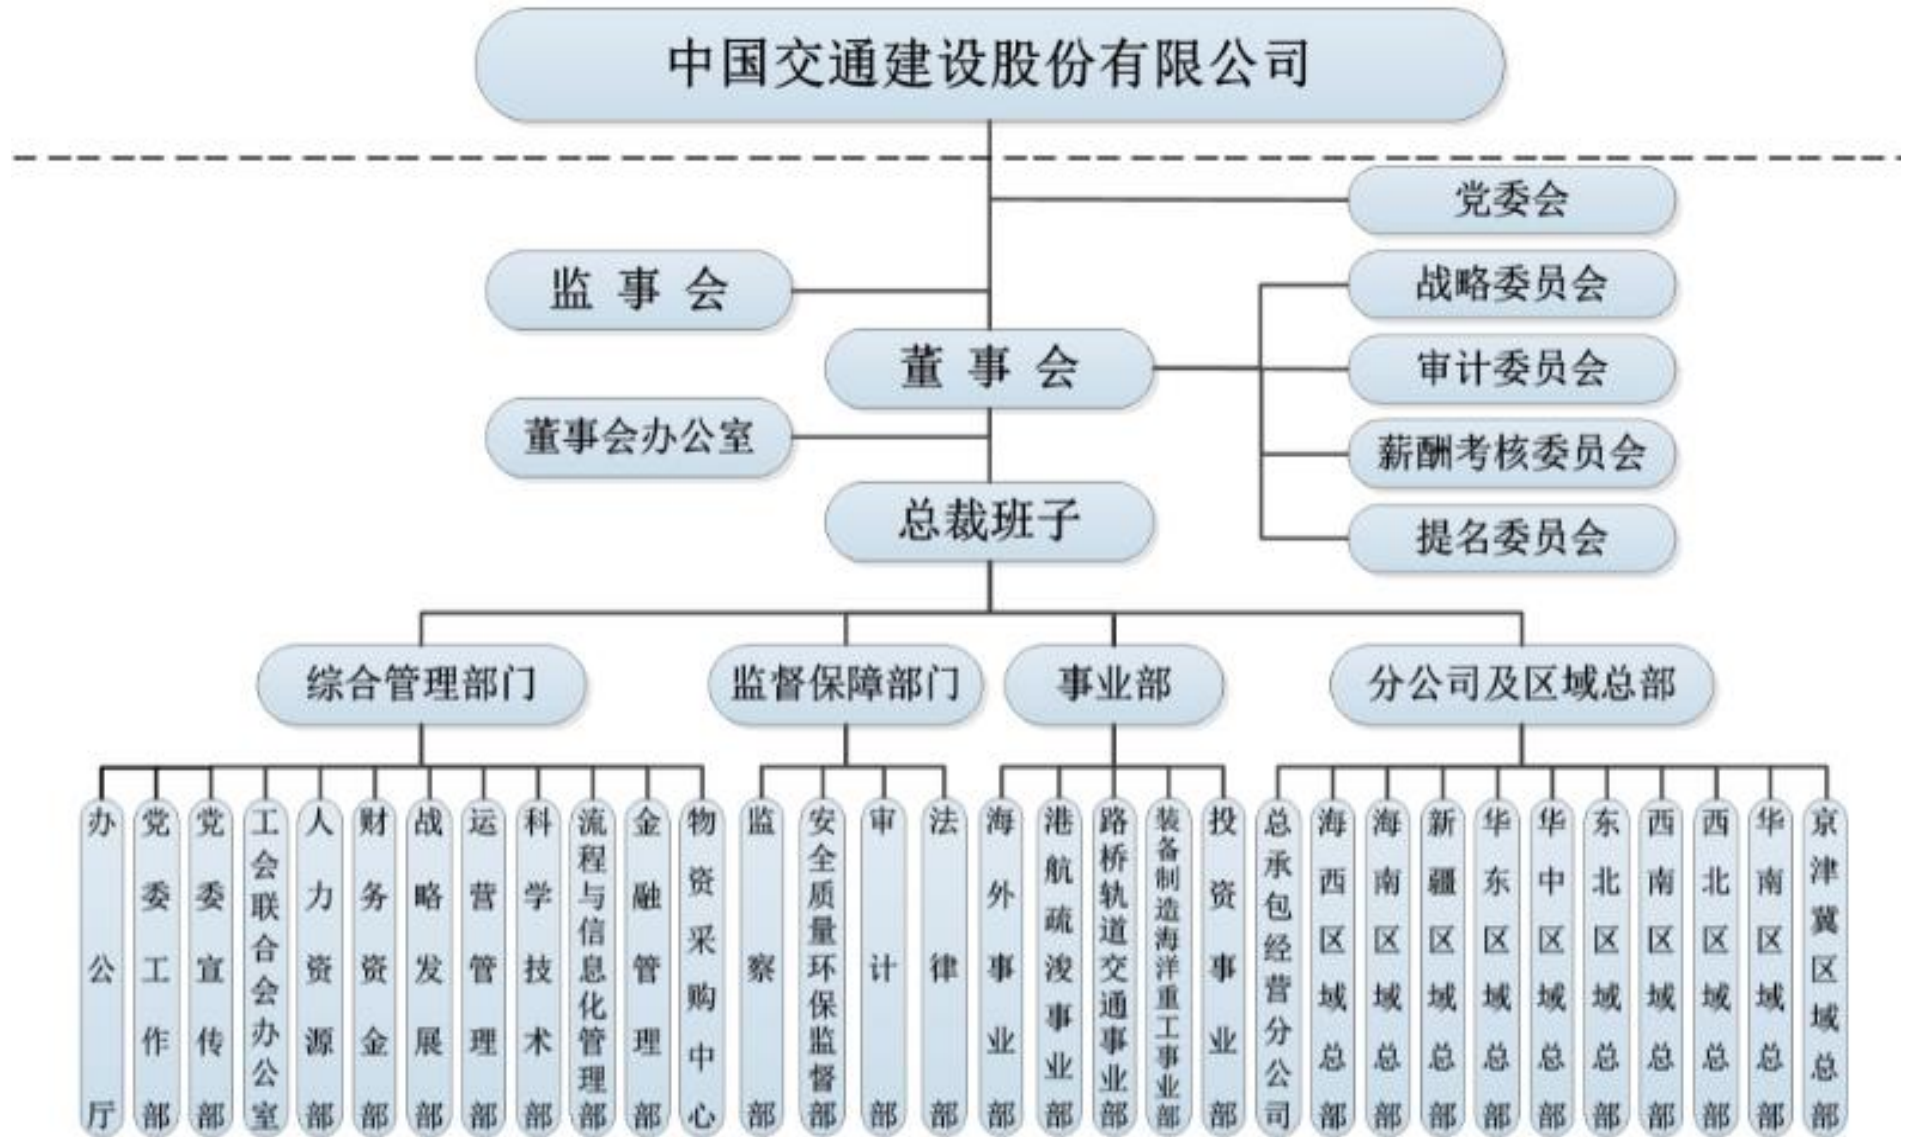 中国交通建设股份有限公司
党委会
监事会
战略委员会
董事会
审计委员会
董事会办公室
薪酬考核委员会
总裁班子
提名委员会
综合管理部门
监督保障部门
事业部
分公司及区域总部
办公厅
党委工作部
党委宣传部
工会联合会办公室
人力资源部
财务资金部
战略发展部
运营管理部
科学技术部
流程与信息化管理部
金融管理部
物资采购中心
监察部
安全质量环保监督部
审计部
法律部
海外事业部
港航疏浚事业部
路桥轨道交通事业部
装备制造海洋重工事业部
投资事业部
总承包经营分公司
海西区域总部
海南区域总部
新疆区域总部
华东区域总部
华中区域总部
东北区域总部
西南区域总部
西北区域总部
华南区域总部
京津冀区域总部